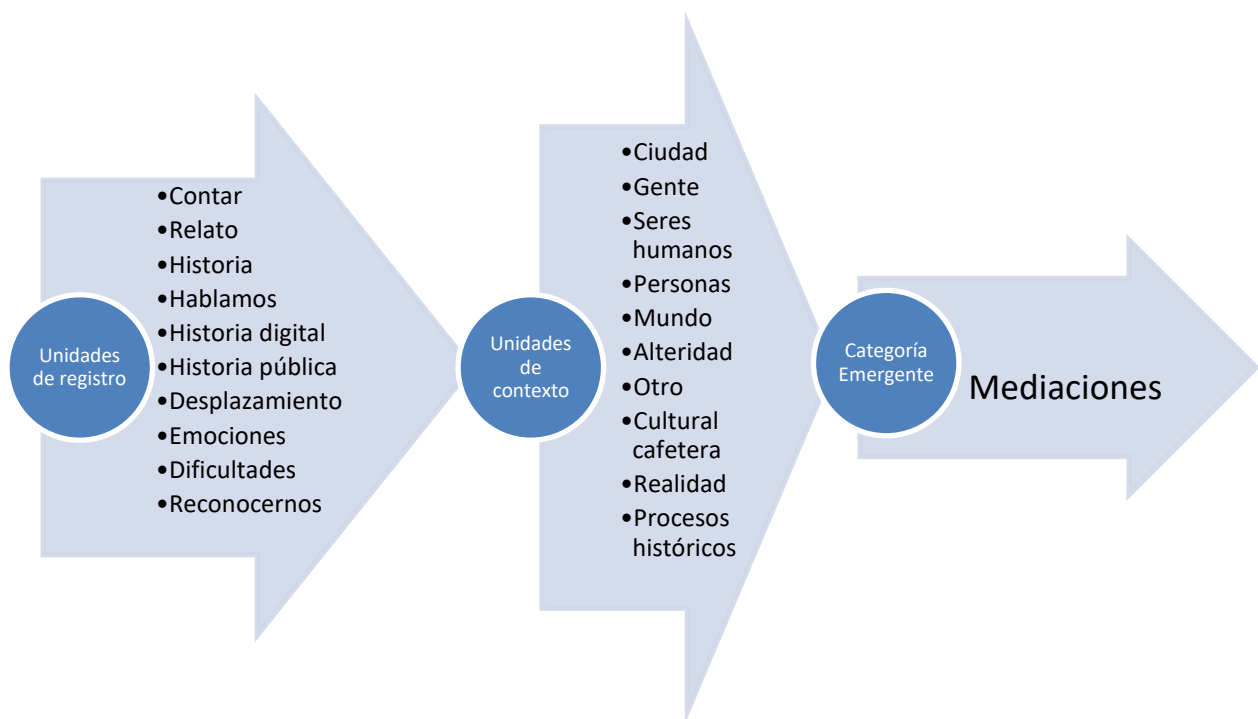 Unidades
de registro
•Contar
•Relato
•Historia
•Hablamos
•Historia digital
•Historia pública
•Desplazamiento
•Emociones
•Dificultades
•Reconocernos
Unidades
de
contexto
•Ciudad
•Gente
•Seres
humanos
•Personas
•Mundo
•Alteridad
•Otro
•Cultural
cafetera
•Realidad
•Procesos
históricos
Categoría
Emergente
Mediaciones